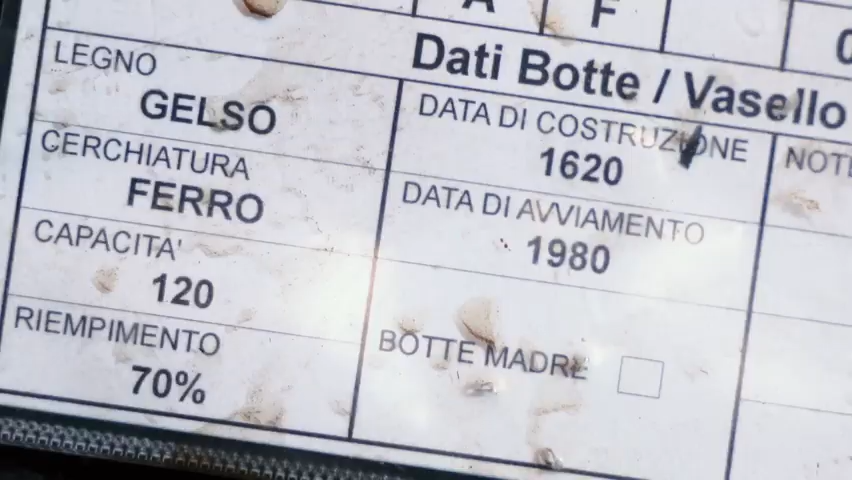 A F
Dati Botte / Vasello
LEGNO
GELSO
CERCHIATURA
FERRO
CAPACITA'
120
RIEMPIMENTO
70%
DATA DI COSTRUZIONE
1620
DATA DI AVVIAMENTO
1980
BOTTE MADRE